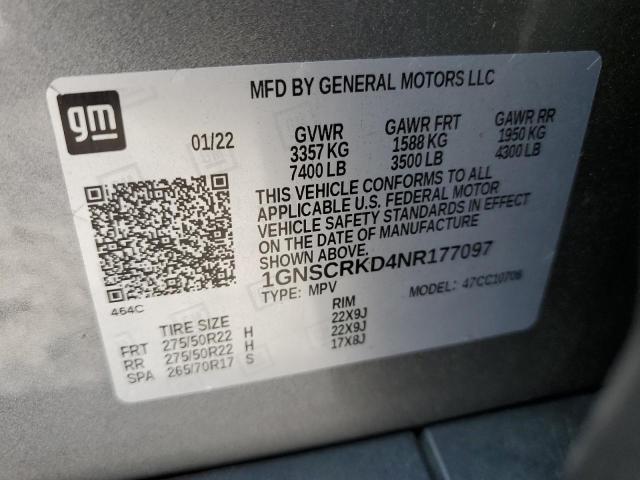 gm
MFD BY GENERAL MOTORS LLC
01/22
GVWR
3357 KG
7400 LB
GAWR FRT
1588 KG
3500 LB
GAWR RR
1950 KG
4300 LB
THIS VEHICLE CONFORMS TO ALL
APPLICABLE U.S. FEDERAL MOTOR
VEHICLE SAFETY STANDARDS IN EFFECT
ON THE DATE OF MANUFACTURE
SHOWN ABOVE.
1GNSCRKD4NR177097
TYPE: MPV
MODEL: 47CC10706
464C
TIRE SIZE
RIM
FRT 275/50R22 H 22X9J
RR 275/50R22 H 22X9J
SPA 265/70R17 S 17X8J